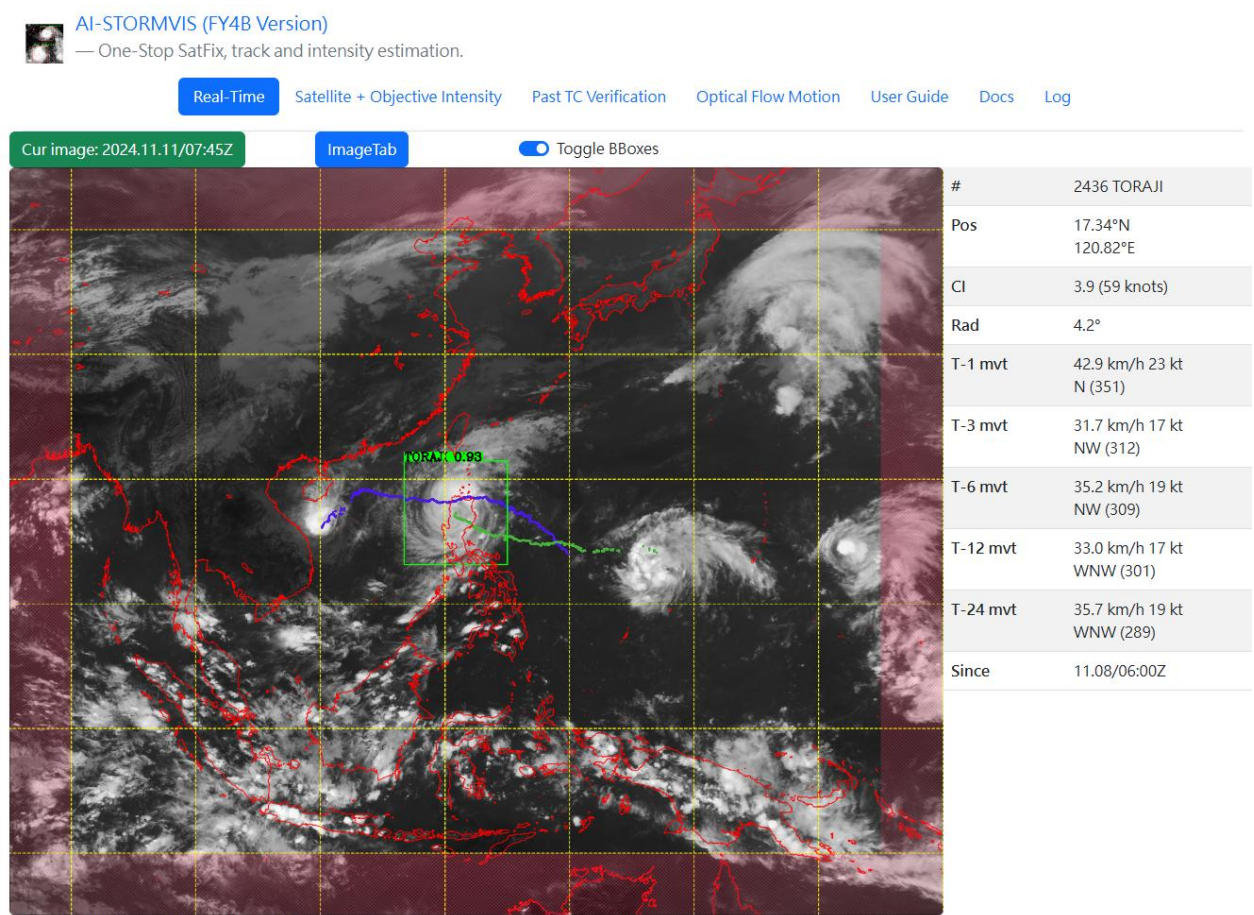 AI-STORMVIS (FY4B Version)
— One-Stop SatFix, track and intensity estimation.
Real-Time Satellite + Objective Intensity Past TC Verification Optical Flow Motion User Guide Docs Log
Cur image: 2024.11.11/07:45Z ImageTab Toggle BBoxes
# 2436 TORAJI
Pos 17.34°N
120.82°E
CI 3.9 (59 knots)
Rad 4.2°
T-1 mvt 42.9 km/h 23 kt
N (351)
T-3 mvt 31.7 km/h 17 kt
NW (312)
TORAJI 0.93
T-6 mvt 35.2 km/h 19 kt
NW (309)
T-12 mvt 33.0 km/h 17 kt
WNW (301)
T-24 mvt 35.7 km/h 19 kt
WNW (289)
Since 11.08/06:00Z